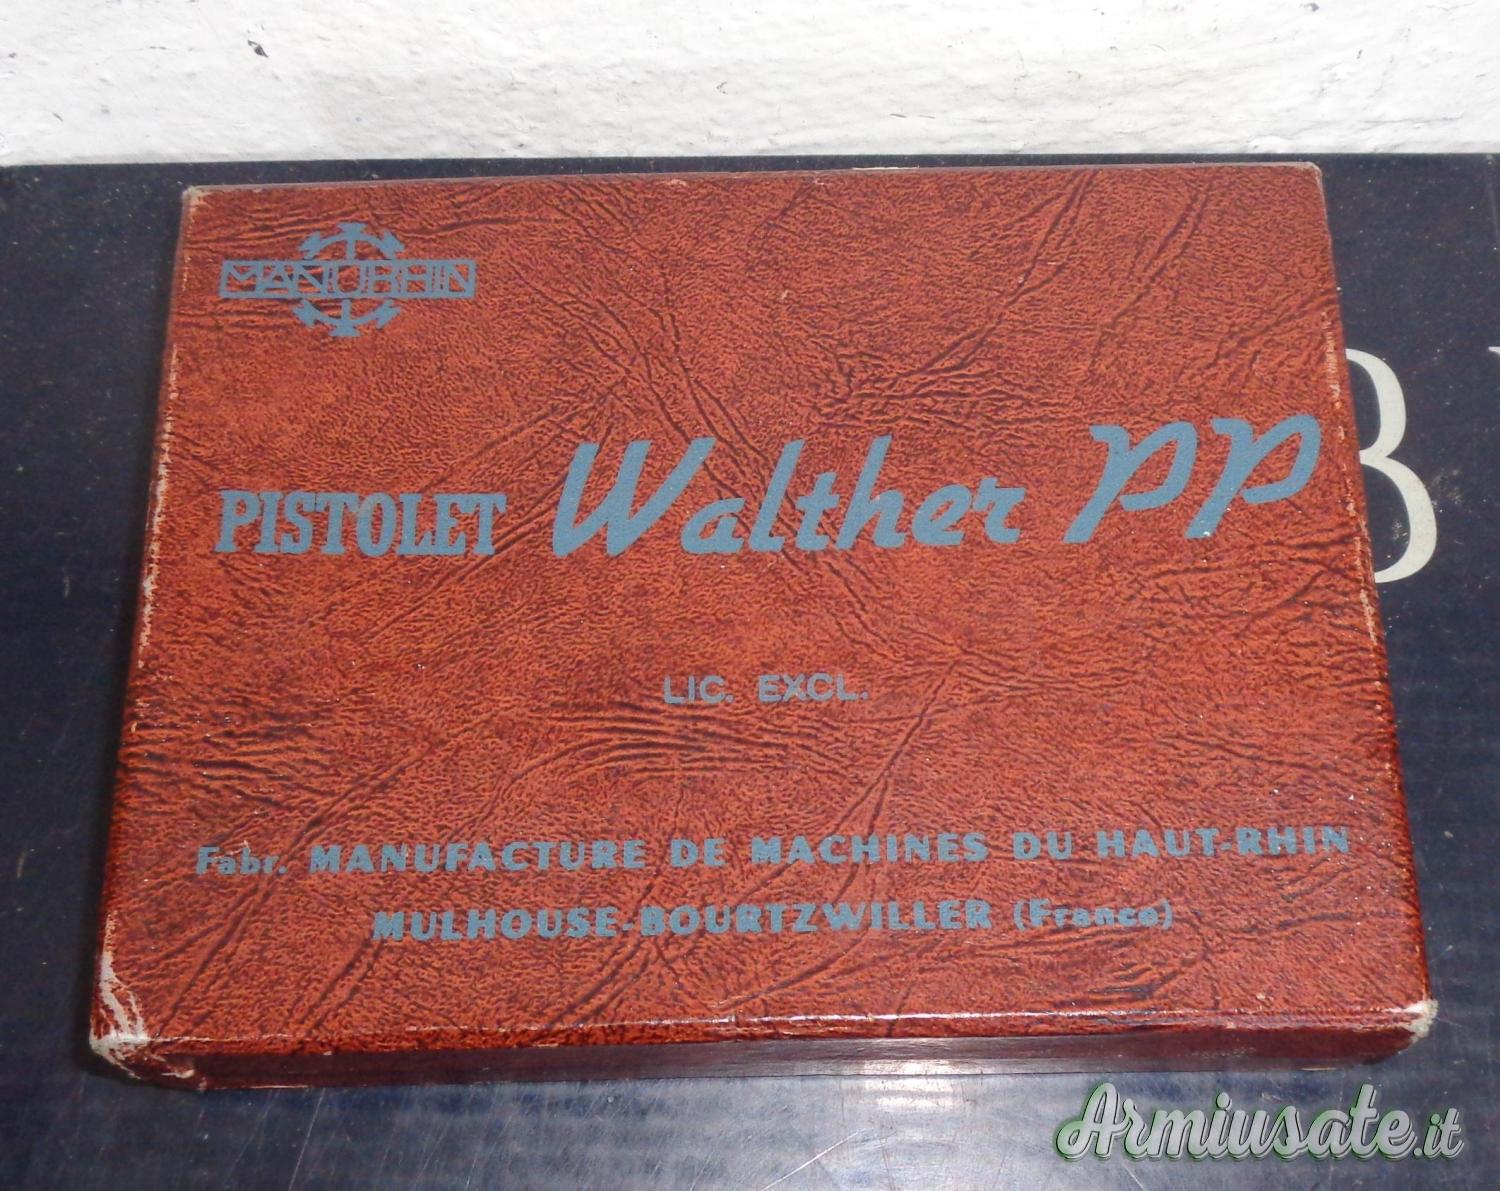 MANURHIN
PISTOLET Walther PP
LIC. EXCL.
Fabr. MANUFACTURE DE MACHINES DU HAUT-RHIN
MULHOUSE-BOURTZWILLER (France)
B
Armiusate.it